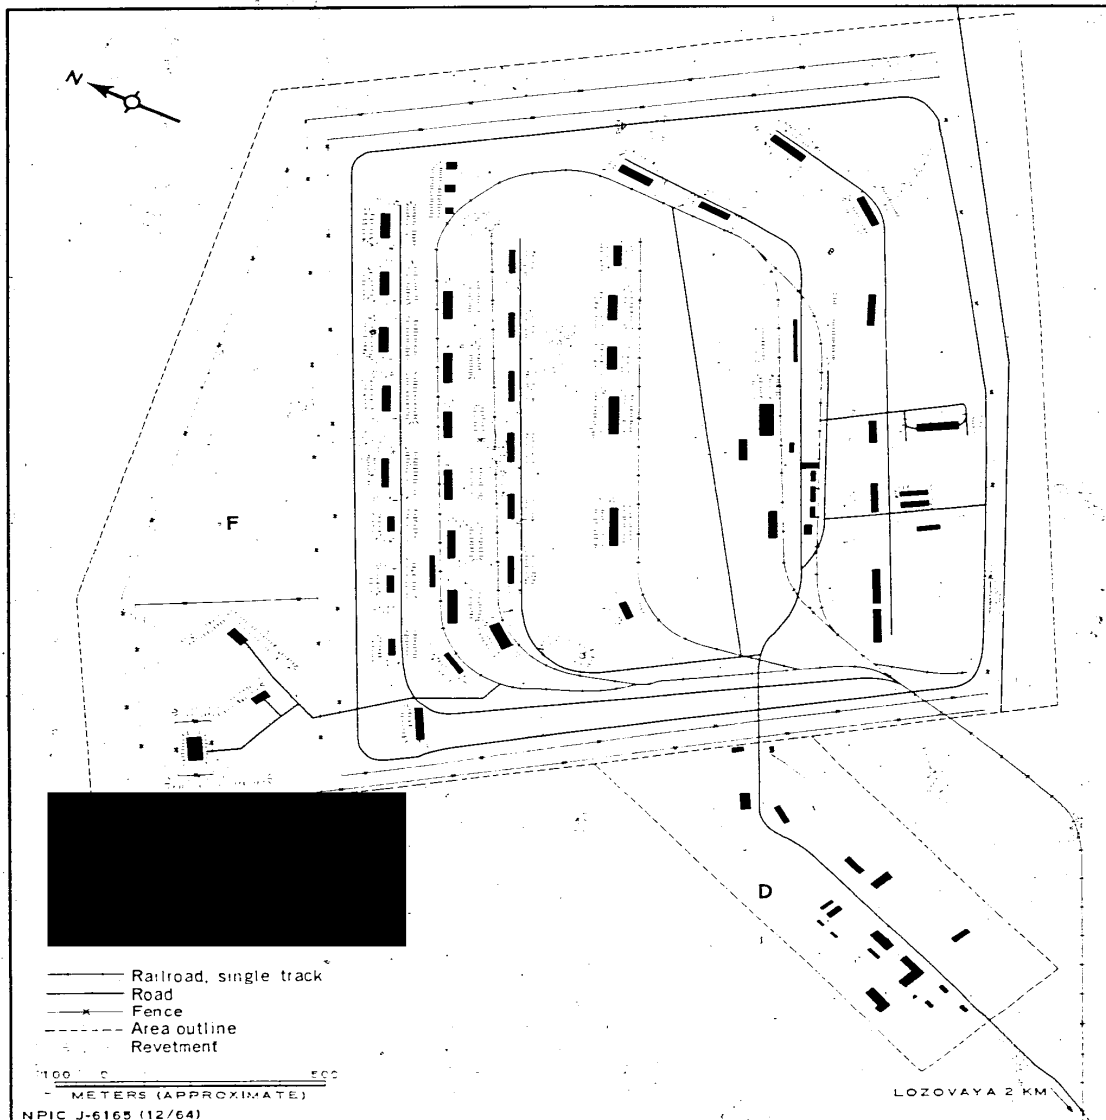 N
F
D
Railroad, single track
Road
Fence
Area outline
Revetment
100 0 500
METERS (APPROXIMATE)
LOZOVAYA 2 KM
NPIC J-6165 (12/64)